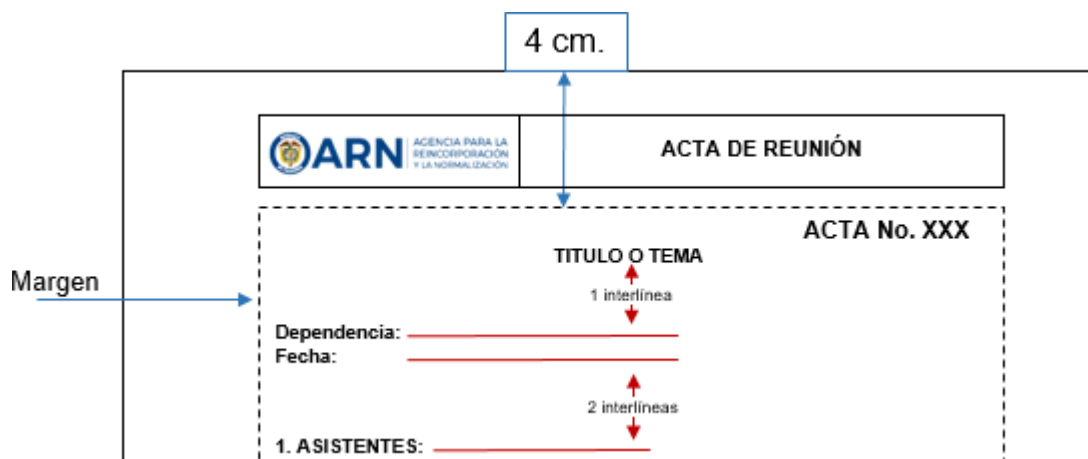 4 cm.
ARN
AGENCIA PARA LA
REINCORPORACIÓN
Y LA NORMALIZACIÓN
ACTA DE REUNIÓN
ACTA No. XXX
TITULO O TEMA
Margen
1 interlínea
Dependencia:
Fecha:
2 interlíneas
1. ASISTENTES: